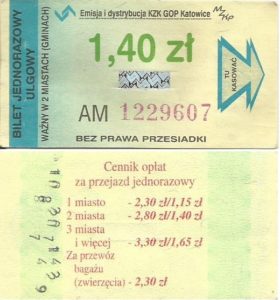 Emisja i dystrybucja KZK GOP Katowice
BILET JEDNORAZOWY
ULGOWY
WAŻNY W 2 MIASTACH (GMINACH)
1,40 zł
TU
KASOWAĆ
AM 1229607
BEZ PRAWA PRZESIADKI
Cennik opłat
za przejazd jednorazowy
1 miasto - 2,30 zł/1,15 zł
2 miasta - 2,80 zł/1,40 zł
3 miasta
i więcej - 3,30 zł/1,65 zł
Za przewóz
bagażu
(zwierzęcia) - 2,30 zł